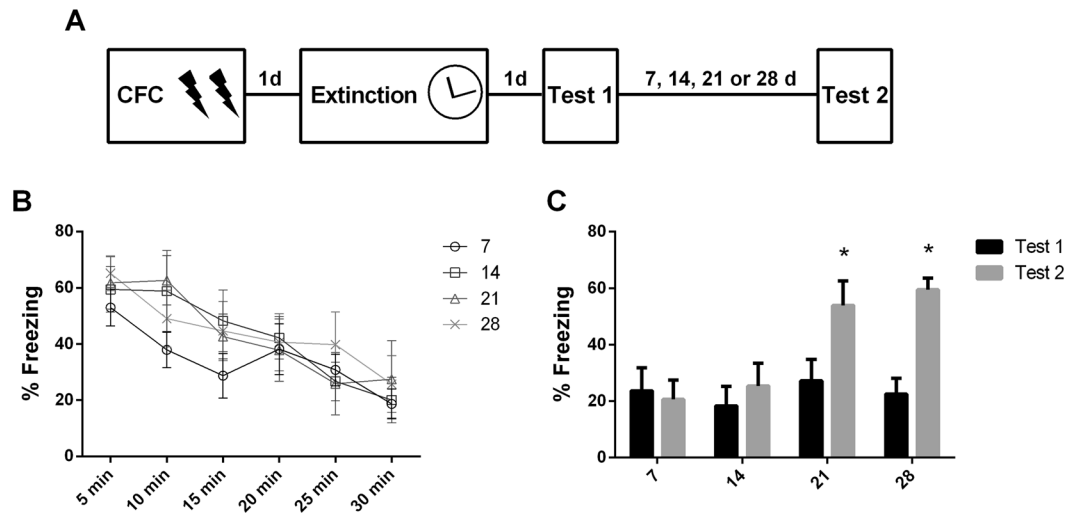 A
CFC
1d
Extinction
1d
Test 1
7, 14, 21 or 28 d
Test 2
B
% Freezing
80
60
40
20
0
5 min
10 min
15 min
20 min
25 min
30 min
7
14
21
28
C
% Freezing
80
60
40
20
0
*
*
7
14
21
28
Test 1
Test 2